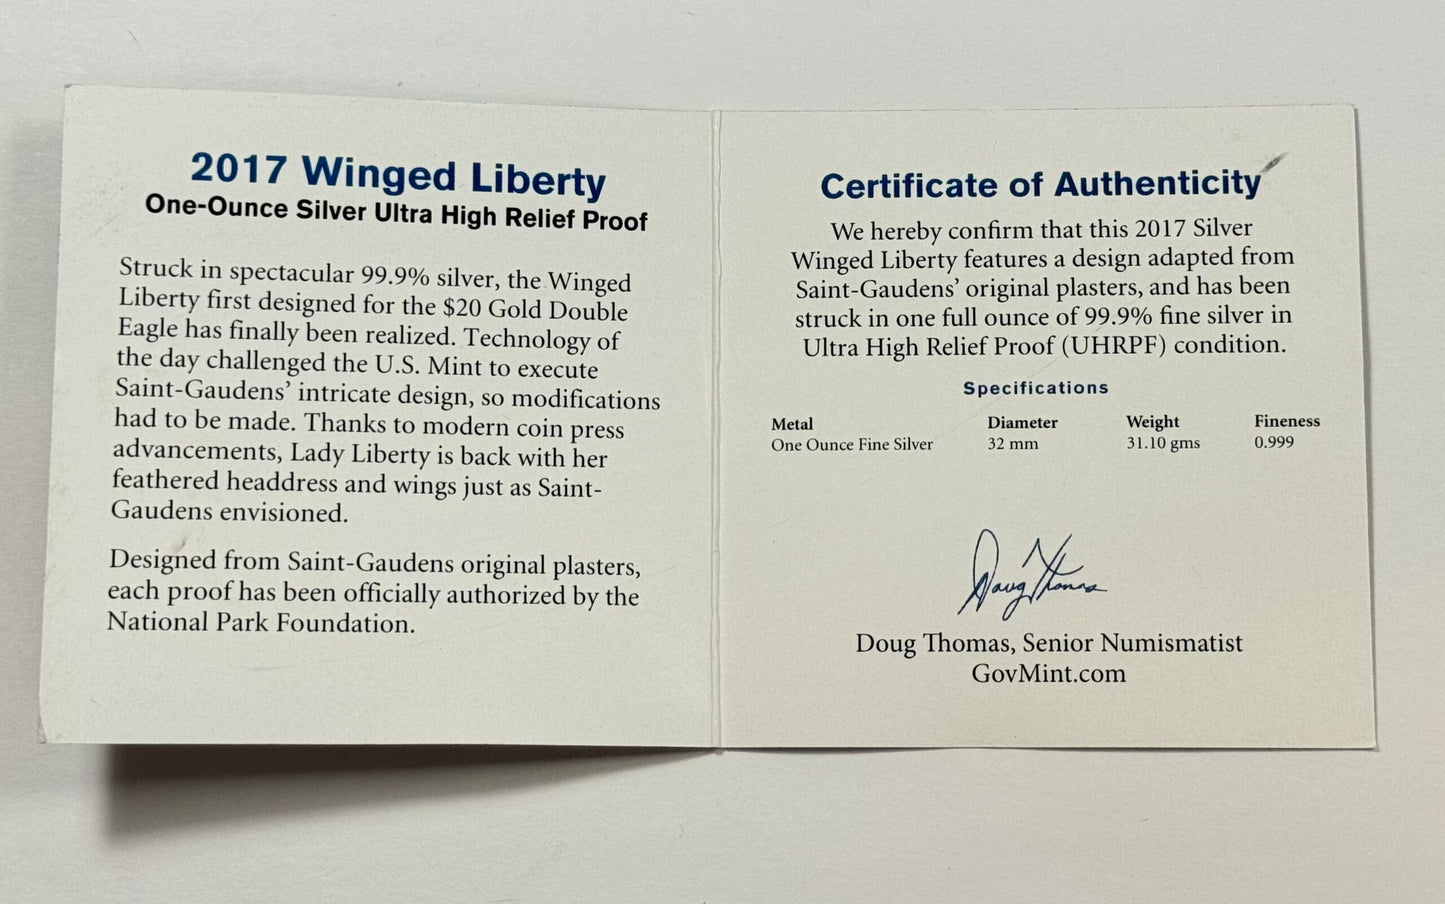 2017 Winged Liberty
One-Ounce Silver Ultra High Relief Proof
Struck in spectacular 99.9% silver, the Winged
Liberty first designed for the $20 Gold Double
Eagle has finally been realized. Technology of
the day challenged the U.S. Mint to execute
Saint-Gaudens' intricate design, so modifications
had to be made. Thanks to modern coin press
advancements, Lady Liberty is back with her
feathered headdress and wings just as Saint-
Gaudens envisioned.
Designed from Saint-Gaudens original plasters,
each proof has been officially authorized by the
National Park Foundation.
Certificate of Authenticity
We hereby confirm that this 2017 Silver
Winged Liberty features a design adapted from
Saint-Gaudens' original plasters, and has been
struck in one full ounce of 99.9% fine silver in
Ultra High Relief Proof (UHRPF) condition.
Specifications
Metal Diameter Weight Fineness
One Ounce Fine Silver 32 mm 31.10 gms 0.999
Doug Thomas
Doug Thomas, Senior Numismatist
GovMint.com